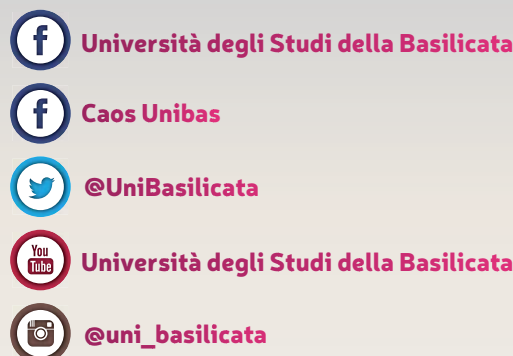 f Università degli Studi della Basilicata
f Caos Unibas
@UniBasilicata
You
Tube Università degli Studi della Basilicata
@uni_basilicata